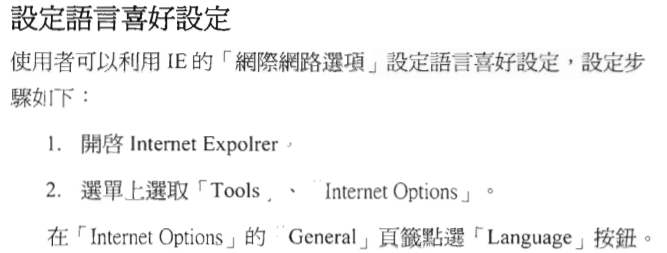 設定語言喜好設定
使用者可以利用 IE 的「網際網路選項」設定語言喜好設定，設定步
驟如下：
1. 開啓 Internet Expolrer。
2. 選單上選取「Tools」、「Internet Options」。
在「Internet Options」的「General」頁籤點選「Language」按鈕。